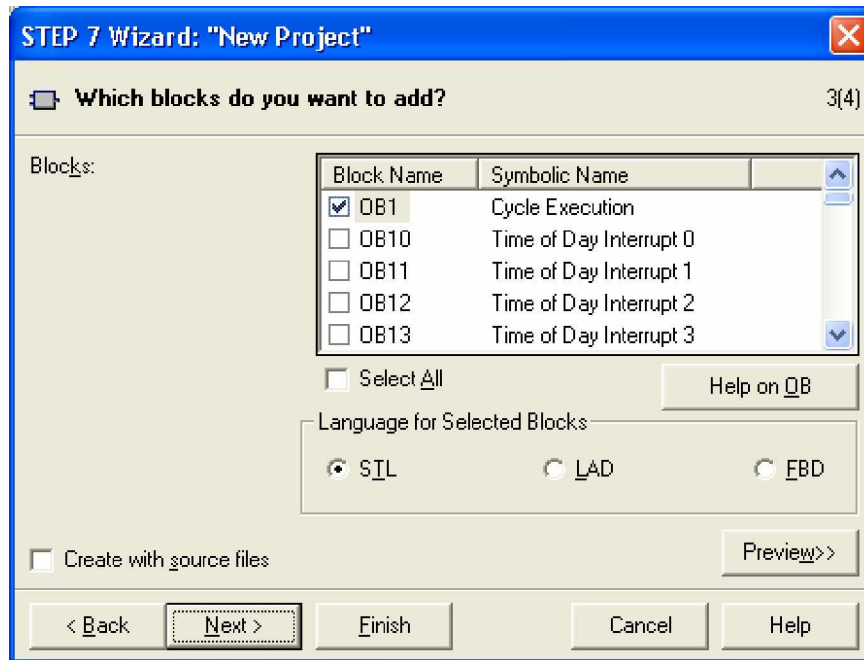 STEP 7 Wizard: "New Project"
Which blocks do you want to add? 3(4)
Blocks:
Block Name Symbolic Name
OB1 Cycle Execution
OB10 Time of Day Interrupt 0
OB11 Time of Day Interrupt 1
OB12 Time of Day Interrupt 2
OB13 Time of Day Interrupt 3
Select All
Help on OB
Language for Selected Blocks
STL LAD FBD
Create with source files
Preview>>
< Back Next > Finish Cancel Help